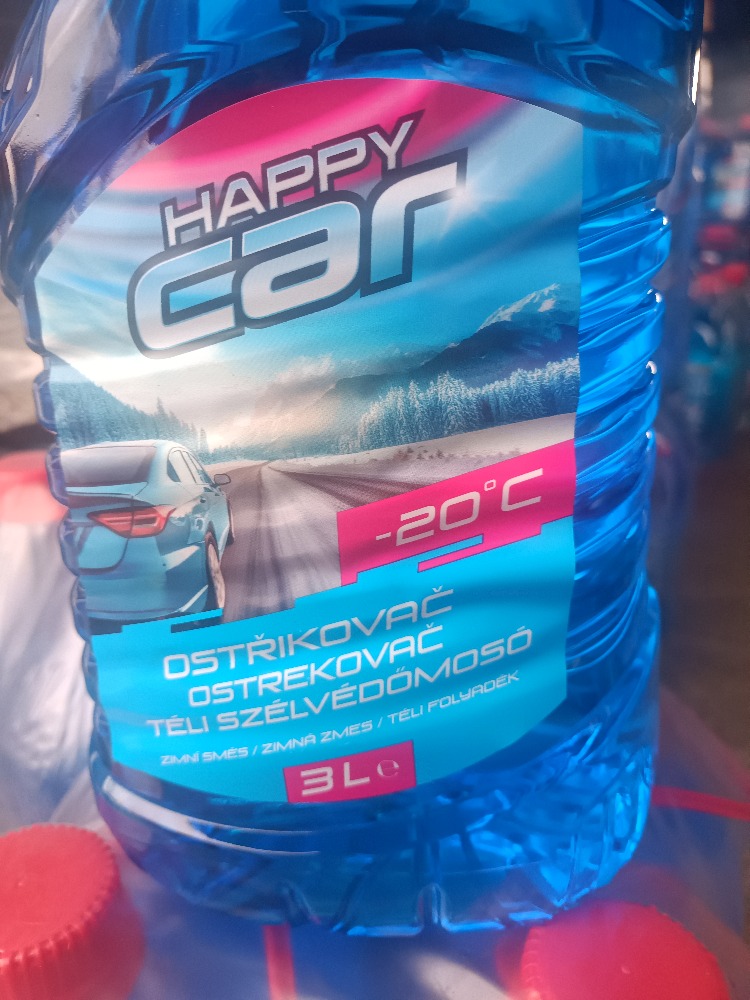 HAPPY
car
-20°C
OSTŘIKOVAČ
OSTREKOVAČ
TÉLI SZÉLVÉDŐMOSÓ
ZIMNÍ SMĚS / ZIMNÁ ZMES / TÉLI FOLYADÉK
3 L ℮